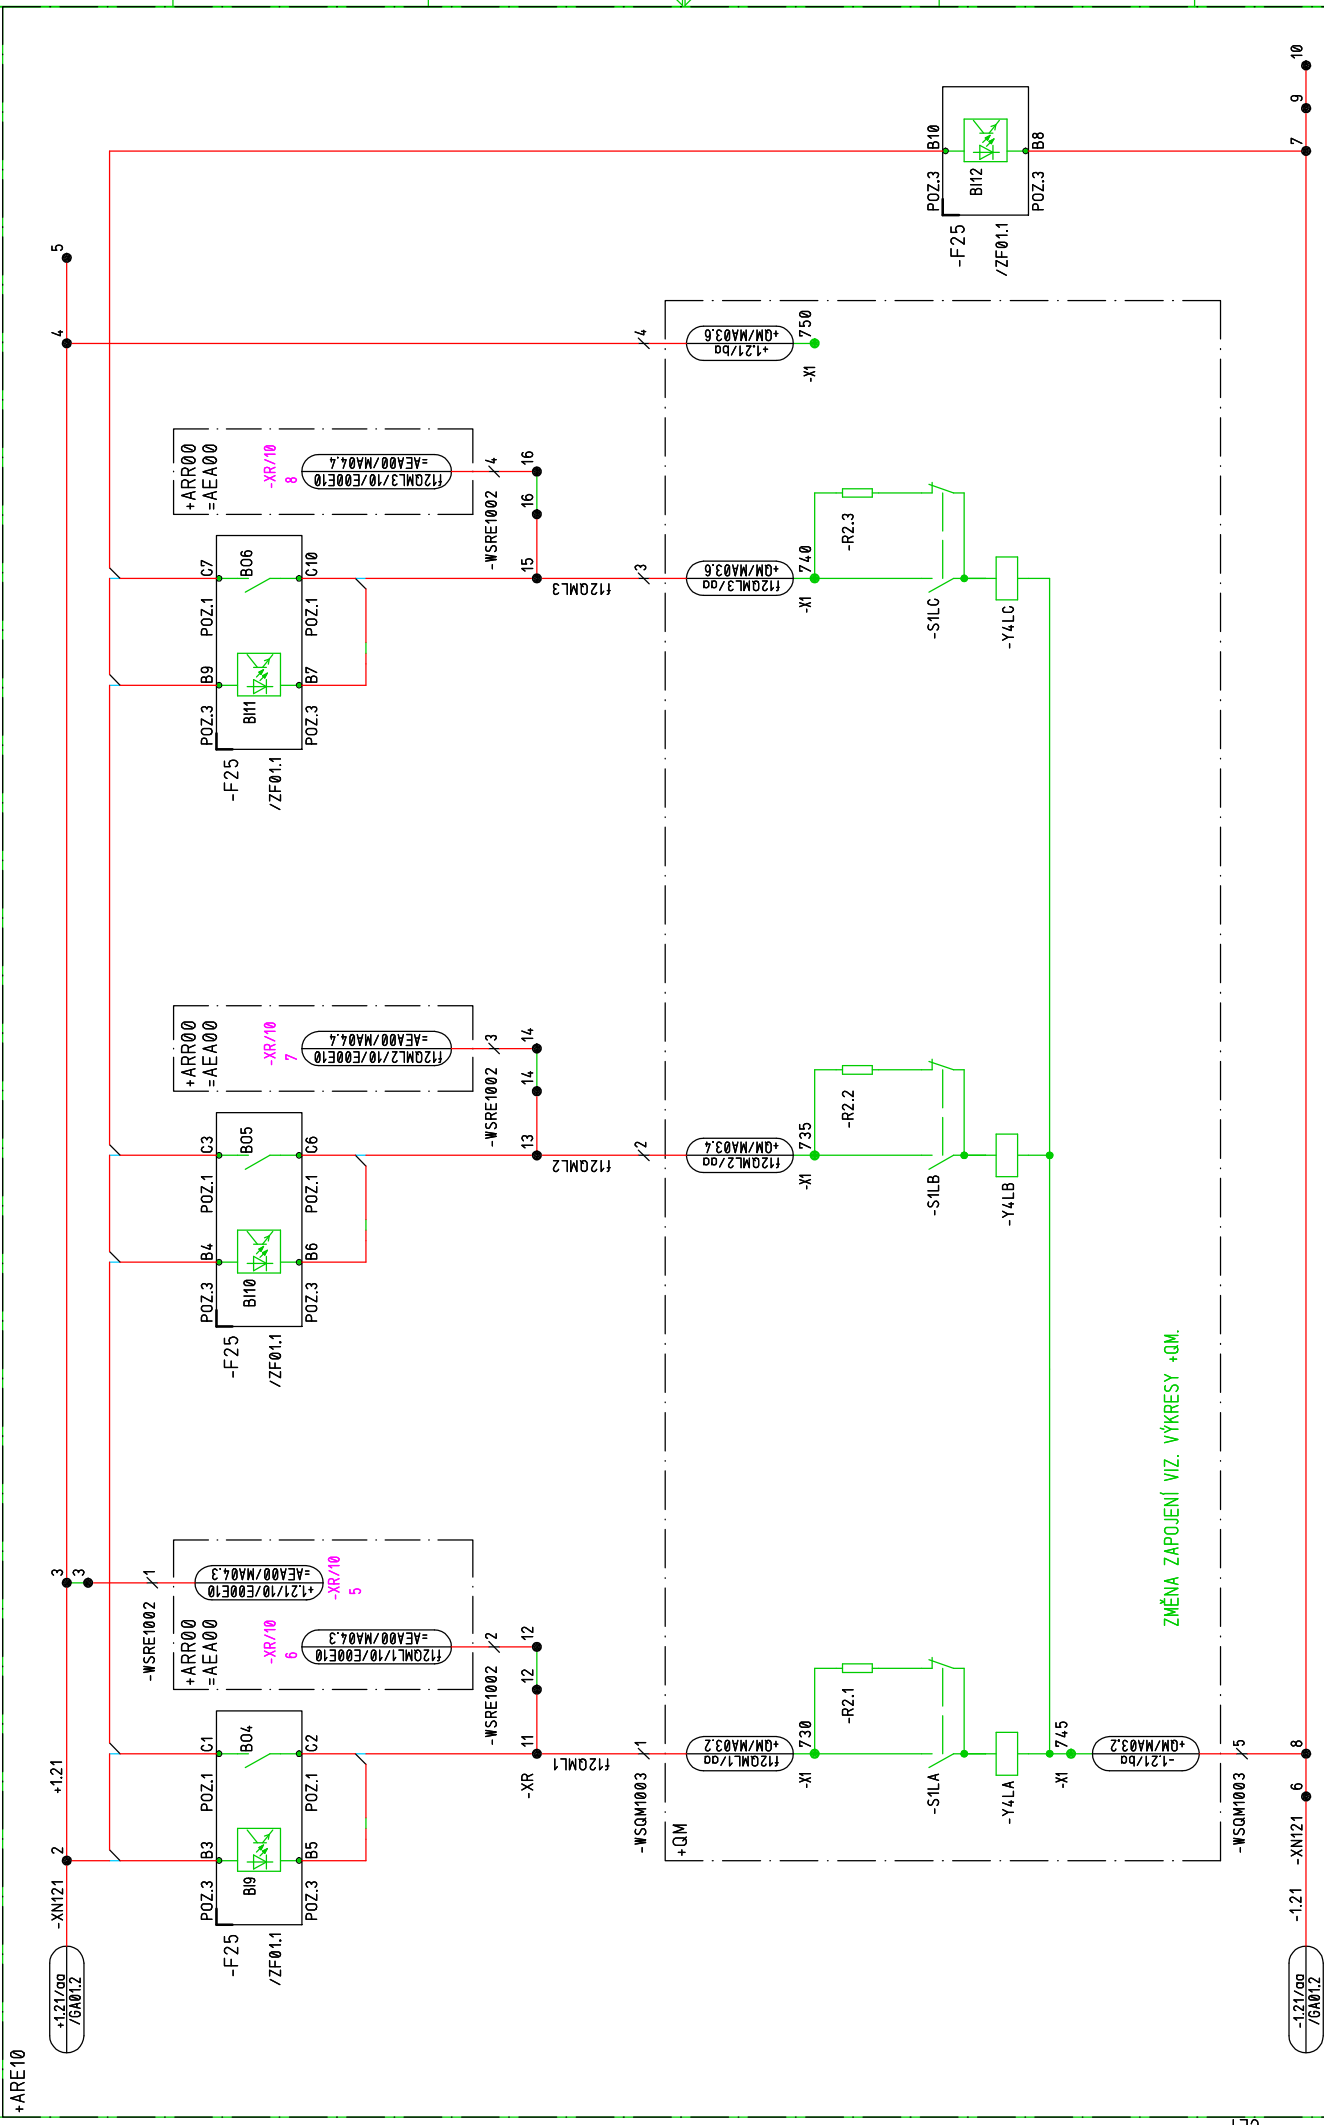 +ARE10
+1.21/aa
/GA01.2
-XN121
2
+1.21
3
3
4
5
-WSRE1002
1
+1.21/10/E00E10
=AEA00/MA04.3
-XR/10
5
+ARR00
=AEA00
-XR/10
6
f12QML1/10/E00E10
=AEA00/MA04.3
-WSRE1002
2
12
12
11
-XR
f12QML1
-F25
/ZF01.1
POZ.3
B3
BI9
POZ.3
B5
POZ.1
C1
BO4
POZ.1
C2
+ARR00
=AEA00
-XR/10
7
f12QML2/10/E00E10
=AEA00/MA04.4
-WSRE1002
3
14
14
13
f12QML2
-F25
/ZF01.1
POZ.3
B4
BI10
POZ.3
B6
POZ.1
C3
BO5
POZ.1
C6
+ARR00
=AEA00
-XR/10
8
f12QML3/10/E00E10
=AEA00/MA04.4
-WSRE1002
4
16
16
15
f12QML3
-F25
/ZF01.1
POZ.3
B9
BI11
POZ.3
B7
POZ.1
C7
BO6
POZ.1
C10
-WSQM1003
1
2
3
4
+QM
f12QML1/aa
+QM/MA03.2
-X1
730
-R2.1
-S1LA
-Y4LA
-X1
745
-1.21/ba
+QM/MA03.2
f12QML2/aa
+QM/MA03.4
-X1
735
-R2.2
-S1LB
-Y4LB
f12QML3/aa
+QM/MA03.6
-X1
740
-R2.3
-S1LC
-Y4LC
+1.21/ba
+QM/MA03.6
-X1
750
-F25
/ZF01.1
POZ.3
B10
BI12
POZ.3
B8
ZMĚNA ZAPOJENÍ VIZ. VÝKRESY +QM.
-WSQM1003
5
-1.21/aa
/GA01.2
-1.21
-XN121
6
8
7
9
10